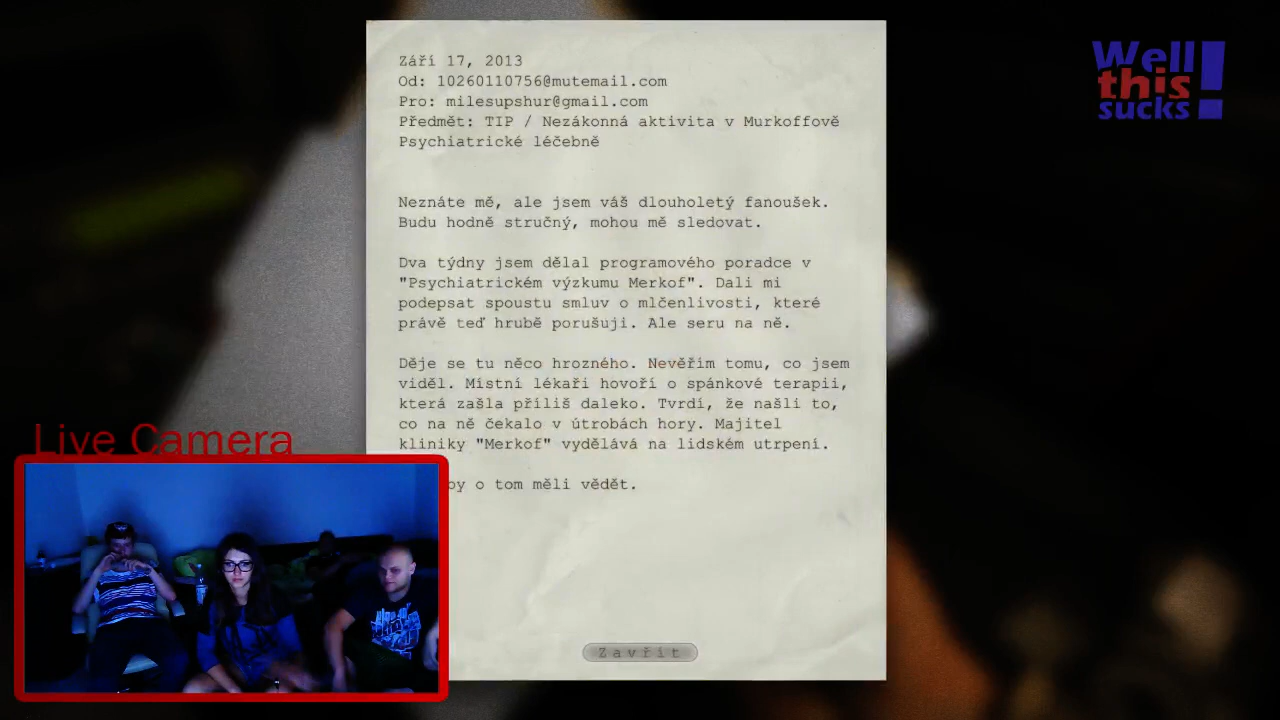 Září 17, 2013
Od: 10260110756@mutemail.com
Pro: milesupshur@gmail.com
Předmět: TIP / Nezákonná aktivita v Murkoffově
Psychiatrické léčebně
Neznáte mě, ale jsem váš dlouholetý fanoušek.
Budu hodně stručný, mohou mě sledovat.
Dva týdny jsem dělal programového poradce v
"Psychiatrickém výzkumu Merkof". Dali mi
podepsat spoustu smluv o mlčenlivosti, které
právě teď hrubě porušuji. Ale seru na ně.
Děje se tu něco hrozného. Nevěřím tomu, co jsem
viděl. Místní lékaři hovoří o spánkové terapii,
která zašla příliš daleko. Tvrdí, že našli to,
co na ně čekalo v útrobách hory. Majitel
kliniky "Merkof" vydělává na lidském utrpení.
o tom měli vědět.
Zavřít
Well
this
sucks!
Live Camera